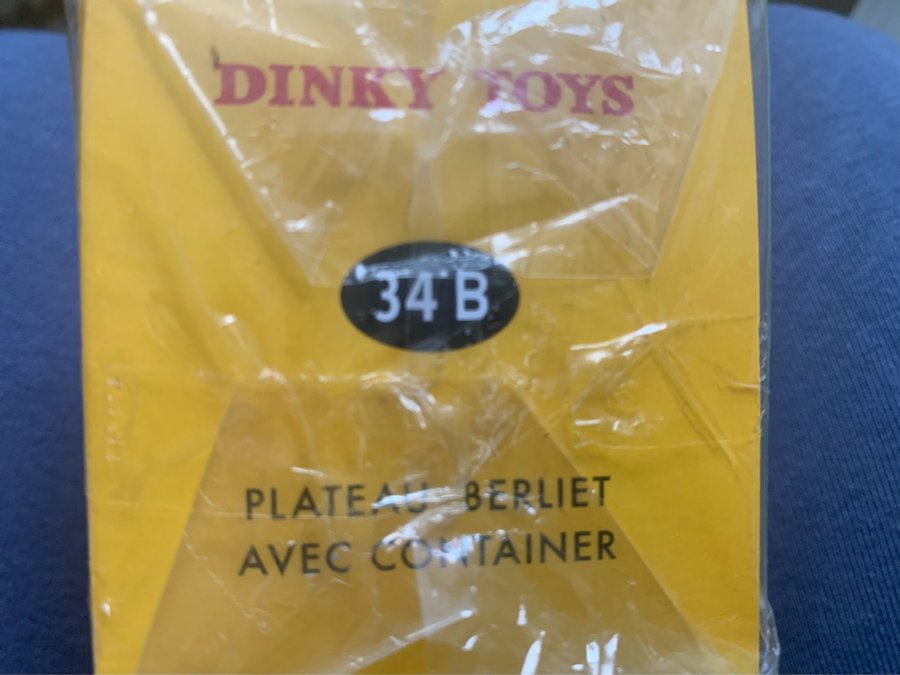 DINKY TOYS
34 B
PLATEAU BERLIET
AVEC CONTAINER